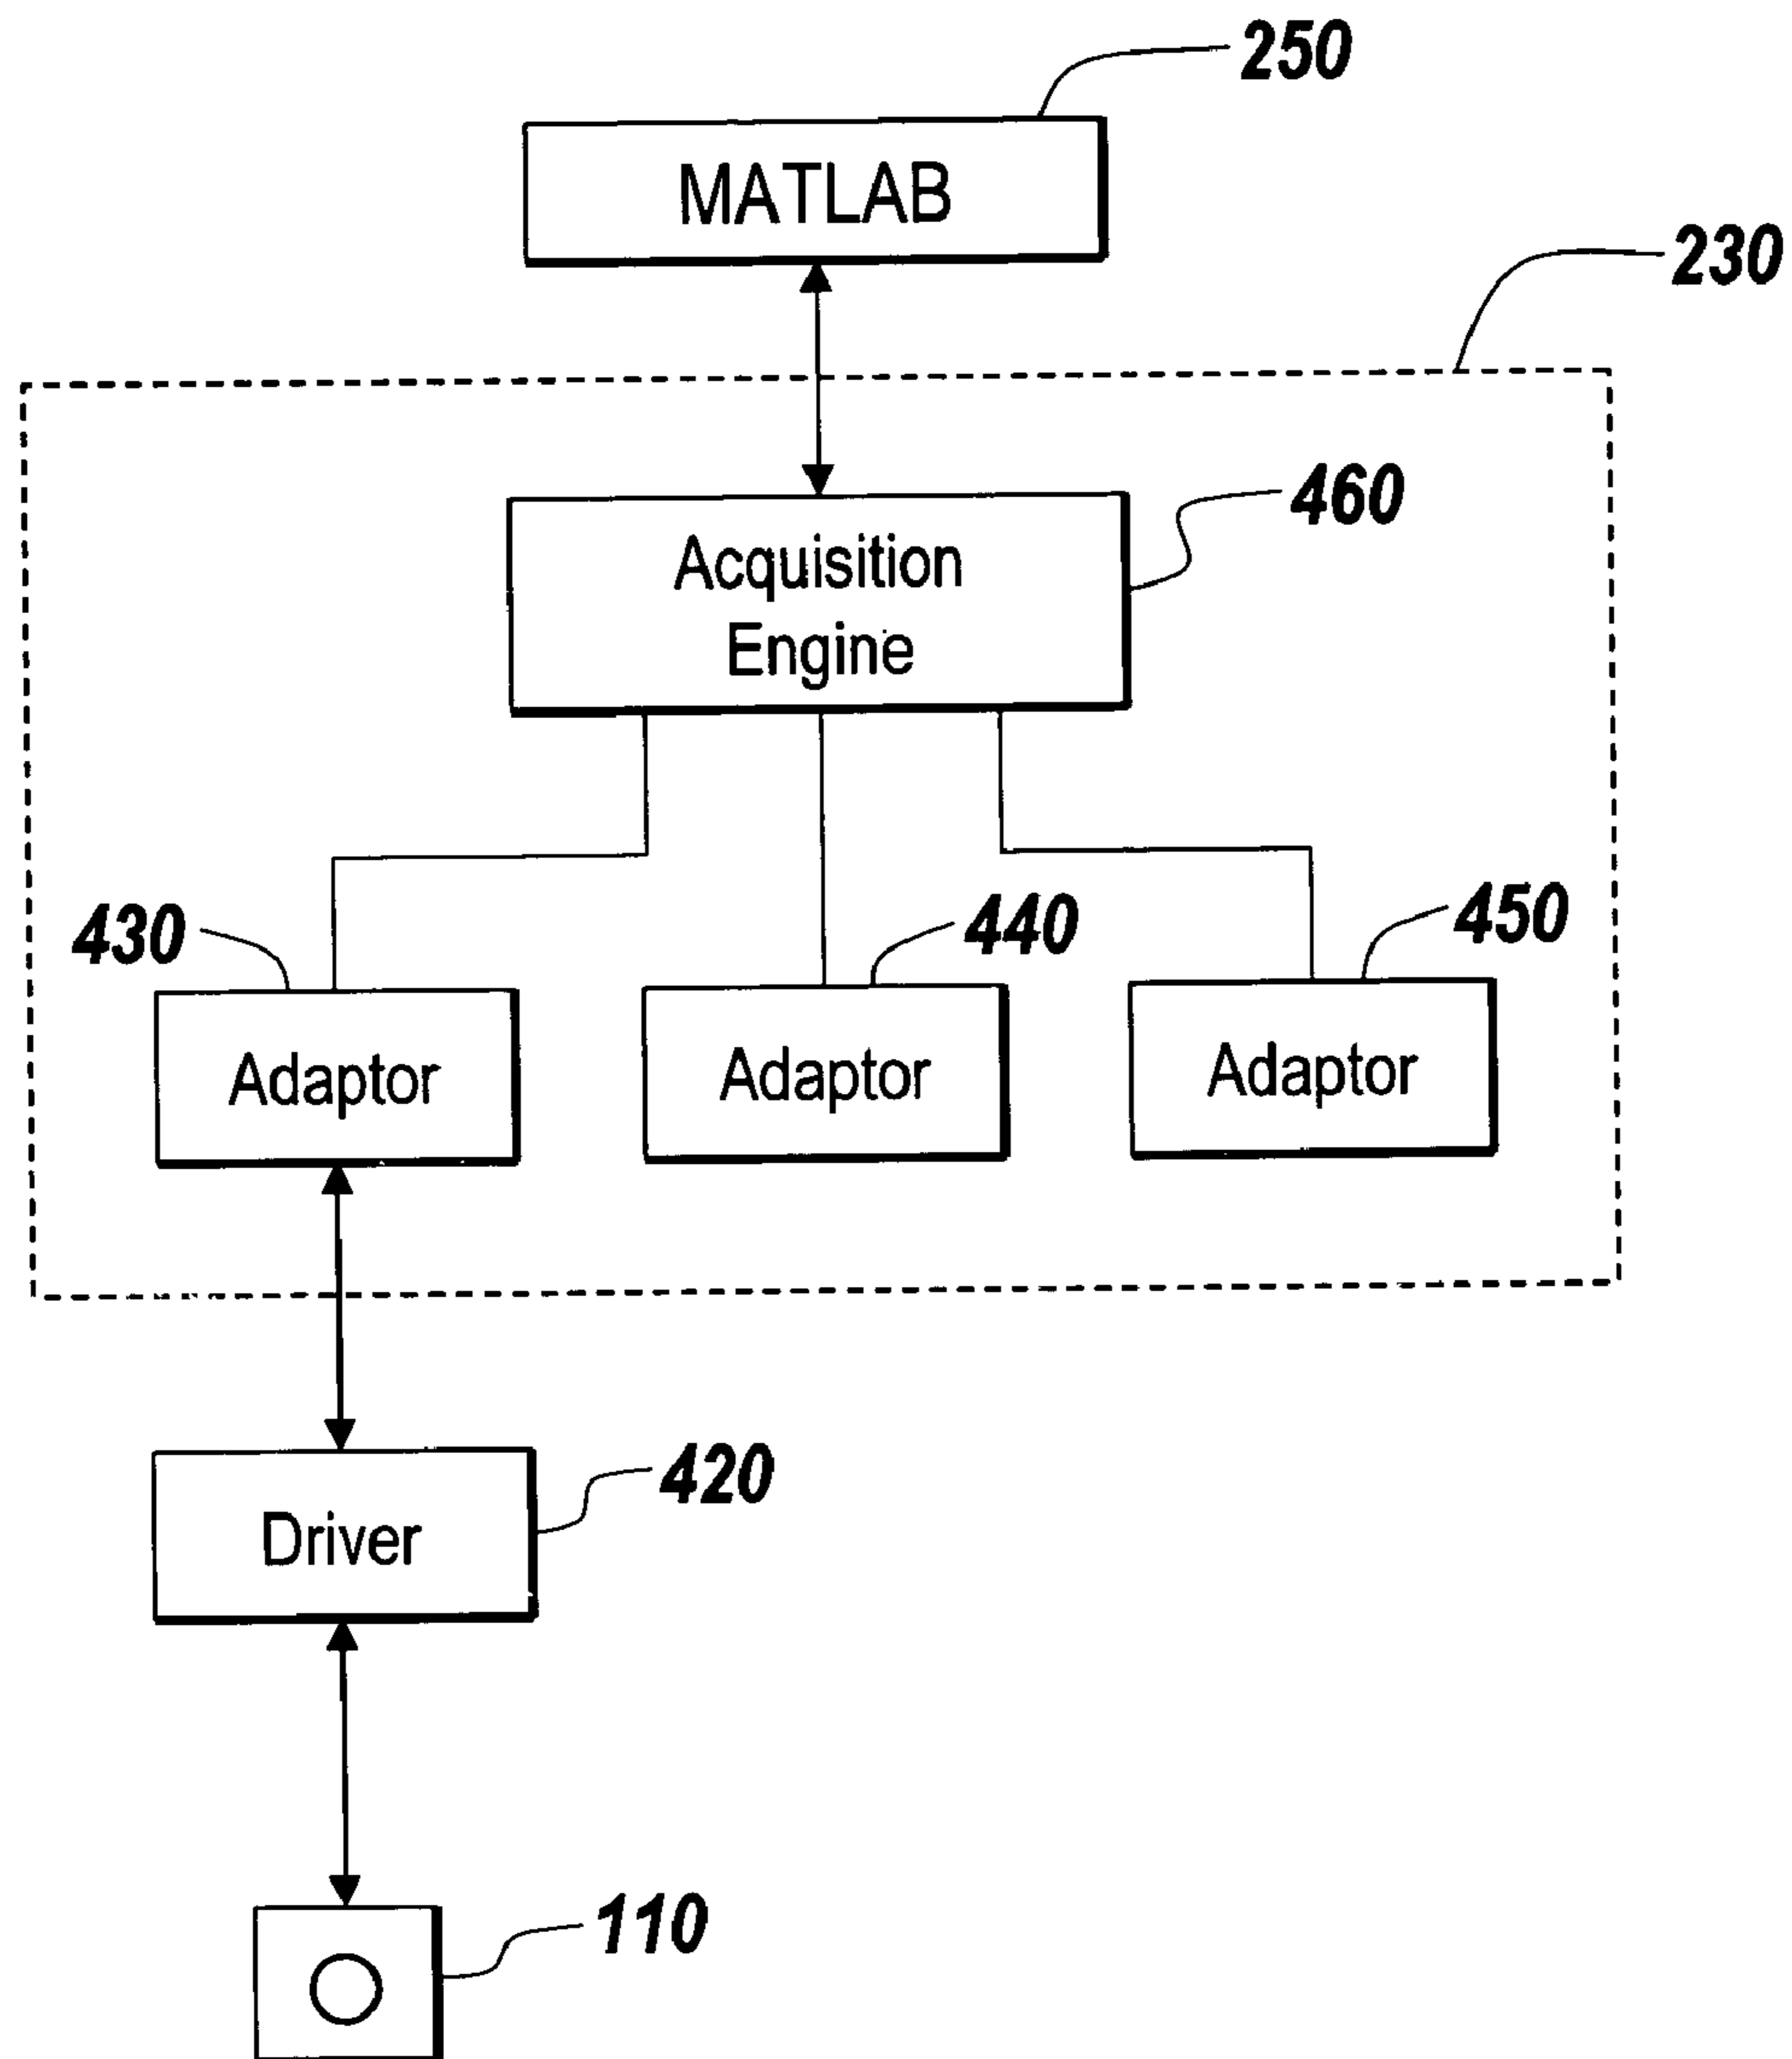 250
MATLAB
230
460
Acquisition
Engine
430
440
450
Adaptor
Adaptor
Adaptor
420
Driver
110